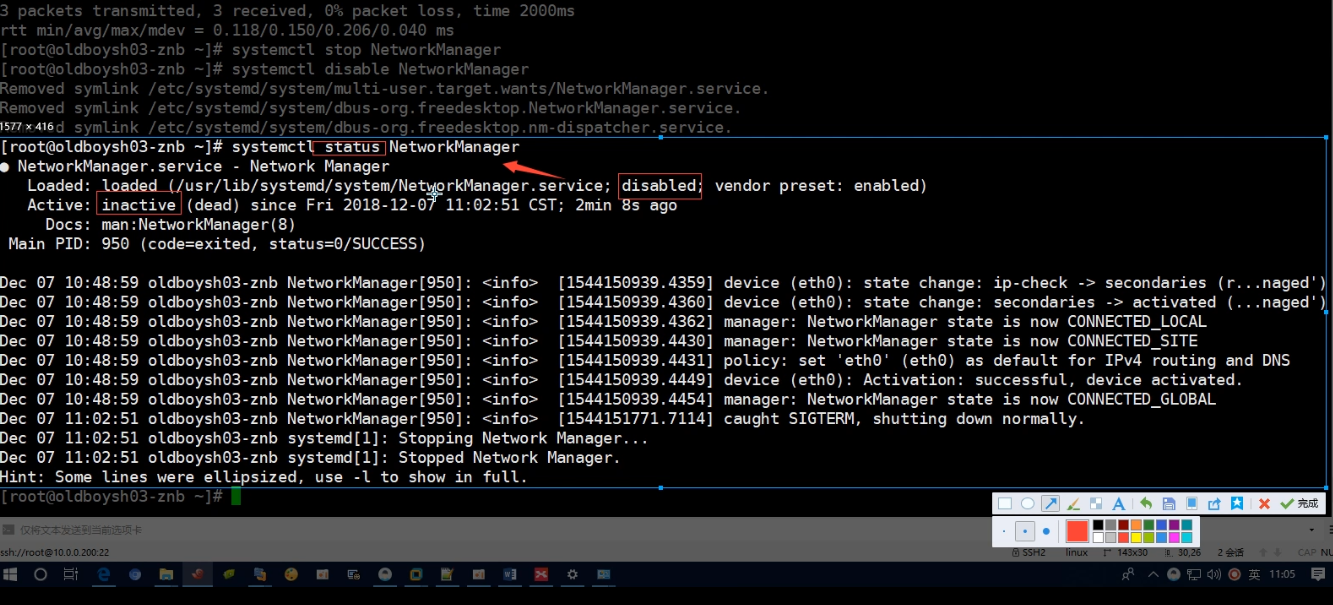 3 packets transmitted, 3 received, 0% packet loss, time 2000ms
rtt min/avg/max/mdev = 0.118/0.150/0.206/0.040 ms
[root@oldboysh03-znb ~]# systemctl stop NetworkManager
[root@oldboysh03-znb ~]# systemctl disable NetworkManager
Removed symlink /etc/systemd/system/multi-user.target.wants/NetworkManager.service.
Removed symlink /etc/systemd/system/dbus-org.freedesktop.NetworkManager.service.
1577 × 416
d symlink /etc/systemd/system/dbus-org.freedesktop.nm-dispatcher.service.
[root@oldboysh03-znb ~]# systemctl status NetworkManager
● NetworkManager.service - Network Manager
Loaded: loaded (/usr/lib/systemd/system/NetworkManager.service; disabled; vendor preset: enabled)
Active: inactive (dead) since Fri 2018-12-07 11:02:51 CST; 2min 8s ago
Docs: man:NetworkManager(8)
Main PID: 950 (code=exited, status=0/SUCCESS)
Dec 07 10:48:59 oldboysh03-znb NetworkManager[950]: <info>  [1544150939.4359] device (eth0): state change: ip-check -> secondaries (r...naged')
Dec 07 10:48:59 oldboysh03-znb NetworkManager[950]: <info>  [1544150939.4360] device (eth0): state change: secondaries -> activated (...naged')
Dec 07 10:48:59 oldboysh03-znb NetworkManager[950]: <info>  [1544150939.4362] manager: NetworkManager state is now CONNECTED_LOCAL
Dec 07 10:48:59 oldboysh03-znb NetworkManager[950]: <info>  [1544150939.4430] manager: NetworkManager state is now CONNECTED_SITE
Dec 07 10:48:59 oldboysh03-znb NetworkManager[950]: <info>  [1544150939.4431] policy: set 'eth0' (eth0) as default for IPv4 routing and DNS
Dec 07 10:48:59 oldboysh03-znb NetworkManager[950]: <info>  [1544150939.4449] device (eth0): Activation: successful, device activated.
Dec 07 10:48:59 oldboysh03-znb NetworkManager[950]: <info>  [1544150939.4454] manager: NetworkManager state is now CONNECTED_GLOBAL
Dec 07 11:02:51 oldboysh03-znb NetworkManager[950]: <info>  [1544151771.7114] caught SIGTERM, shutting down normally.
Dec 07 11:02:51 oldboysh03-znb systemd[1]: Stopping Network Manager...
Dec 07 11:02:51 oldboysh03-znb systemd[1]: Stopped Network Manager.
Hint: Some lines were ellipsized, use -l to show in full.
[root@oldboysh03-znb ~]#
A 完成
仅将文本发送到当前选项卡
ssh://root@10.0.0.200:22 SSH2 linux 143x30 30,26 2 会话 CAP NU
英 11:05